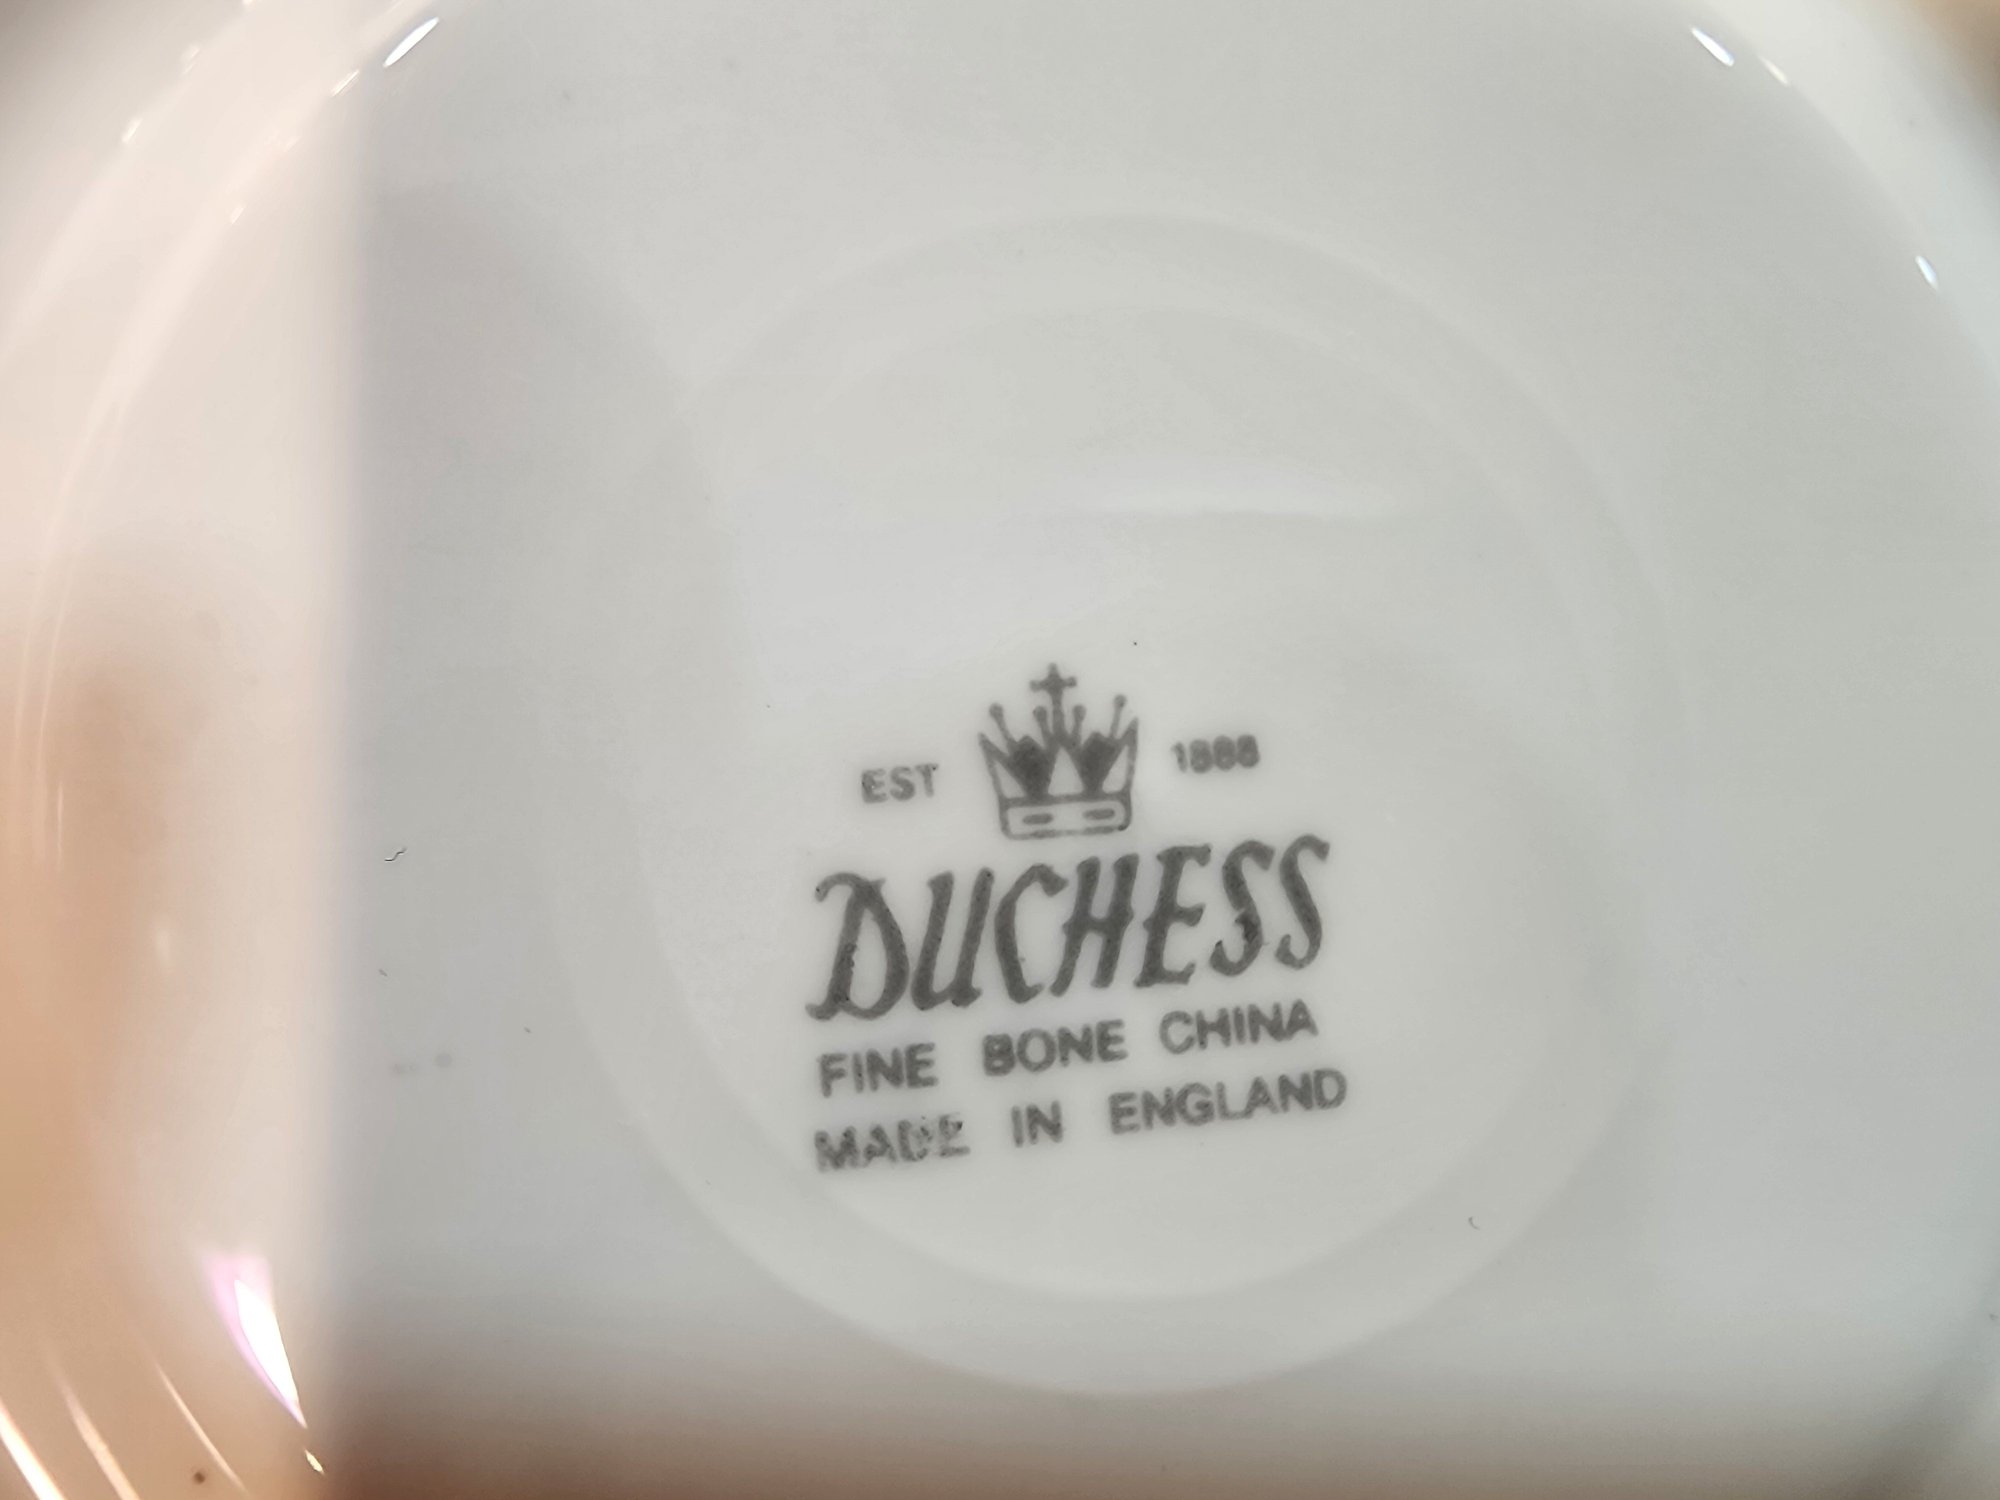 EST 1888
DUCHESS
FINE BONE CHINA
MADE IN ENGLAND